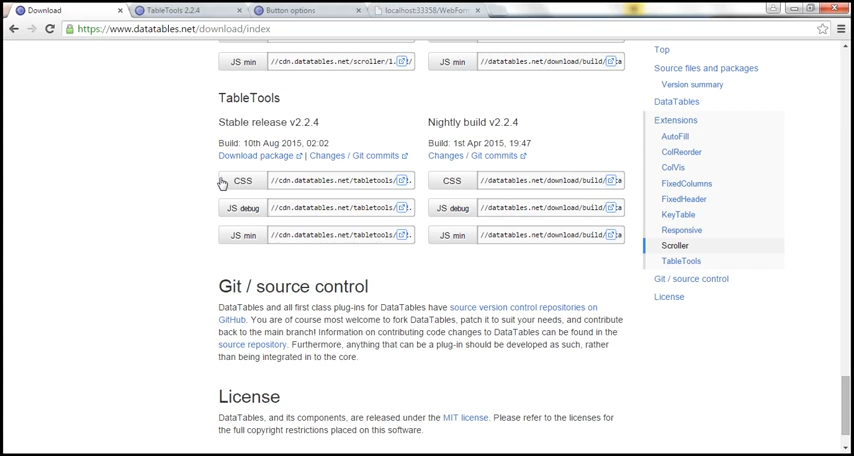 Download
TableTools 2.2.4
Button options
localhost:33358/WebForm
https://www.datatables.net/download/index
JS min //cdn.datatables.net/scroller/1.
JS min //datatables.net/download/build/
TableTools
Stable release v2.2.4
Build: 10th Aug 2015, 02:02
Download package | Changes / Git commits
CSS //cdn.datatables.net/tabletools/
JS debug //cdn.datatables.net/tabletools/
JS min //cdn.datatables.net/tabletools/
Nightly build v2.2.4
Build: 1st Apr 2015, 19:47
Changes / Git commits
CSS //datatables.net/download/build/
JS debug //datatables.net/download/build/
JS min //datatables.net/download/build/
Git / source control
DataTables and all first class plug-ins for DataTables have source version control repositories on
GitHub. You are of course most welcome to fork DataTables, patch it to suit your needs, and contribute
back to the main branch! Information on contributing code changes to DataTables can be found in the
source repository. Furthermore, anything that can be a plug-in should be developed as such, rather
than being integrated in to the core.
License
DataTables, and its components, are released under the MIT license. Please refer to the licenses for
the full copyright restrictions placed on this software.
Top
Source files and packages
Version summary
DataTables
Extensions
AutoFill
ColReorder
ColVis
FixedColumns
FixedHeader
KeyTable
Responsive
Scroller
TableTools
Git / source control
License